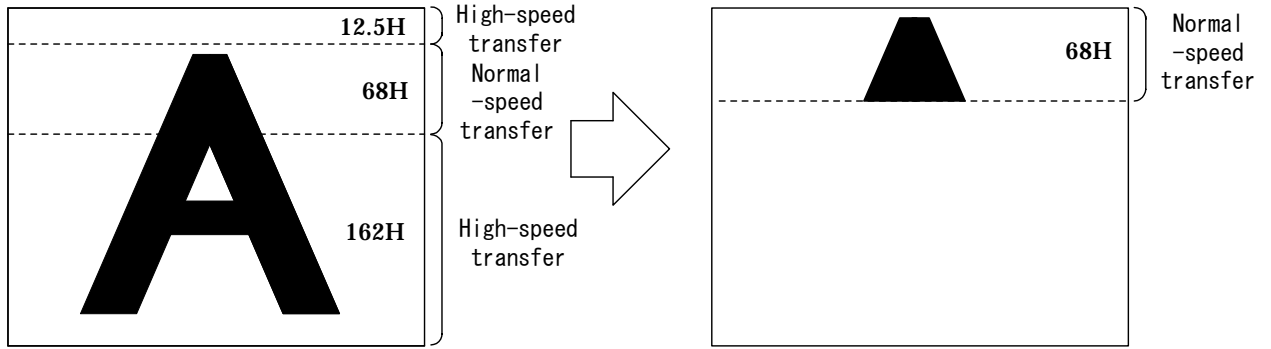 12.5H
High-speed
transfer
68H
Normal
-speed
transfer
162H
High-speed
transfer
68H
Normal
-speed
transfer